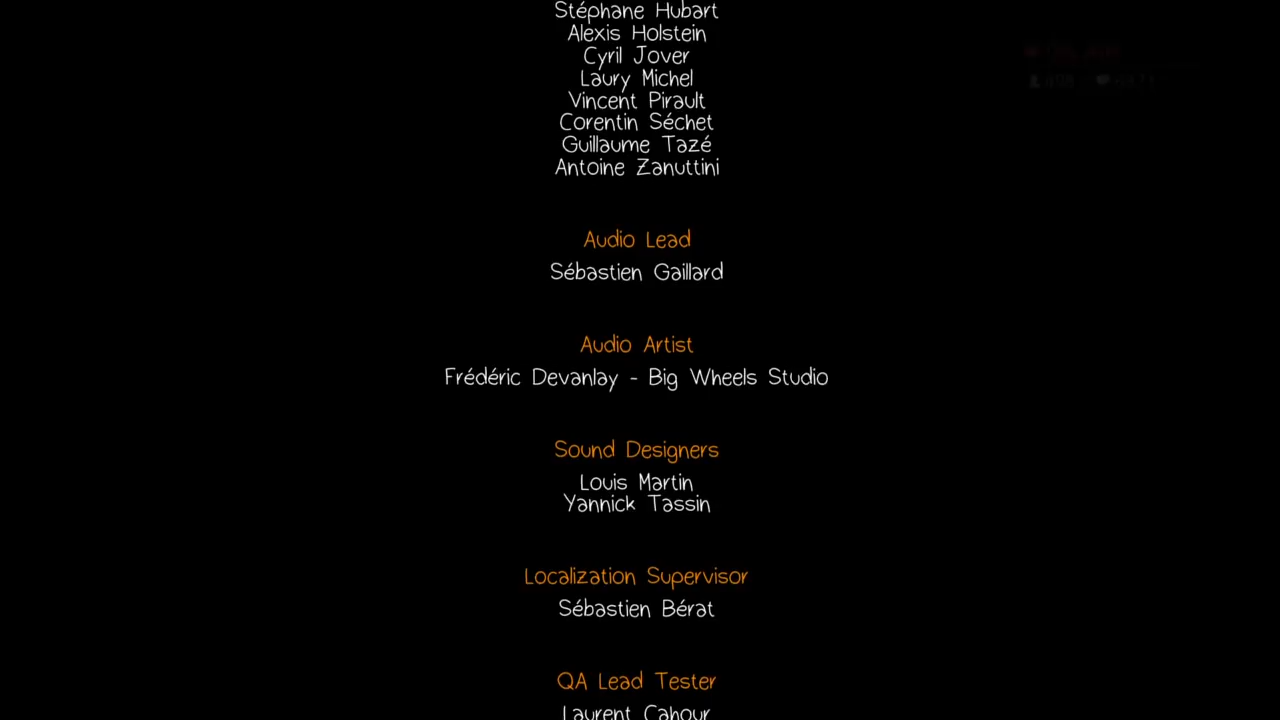 Stéphane Hubart
Alexis Holstein
Cyril Jover
Laury Michel
Vincent Pirault
Corentin Séchet
Guillaume Tazé
Antoine Zanuttini
Audio Lead
Sébastien Gaillard
Audio Artist
Frédéric Devanlay - Big Wheels Studio
Sound Designers
Louis Martin
Yannick Tassin
Localization Supervisor
Sébastien Bérat
QA Lead Tester
Laurent Cahour